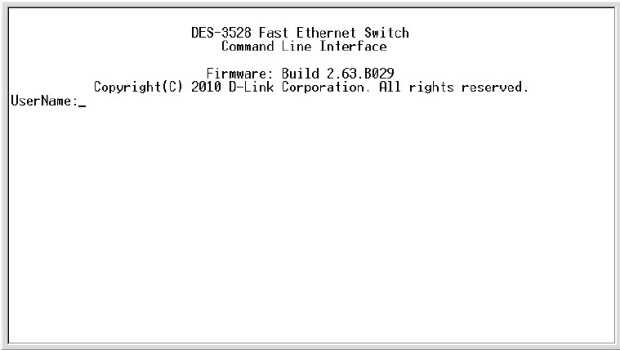 DES-3528 Fast Ethernet Switch
Command Line Interface
Firmware: Build 2.63.B029
Copyright(C) 2010 D-Link Corporation. All rights reserved.
UserName:_